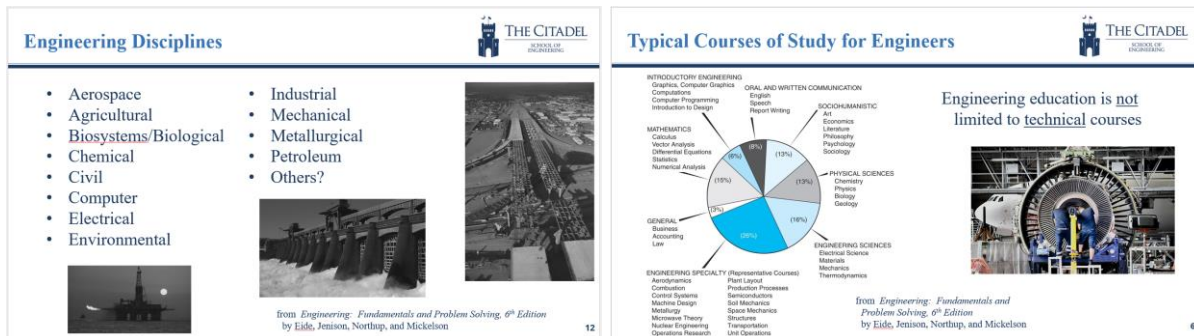 Engineering Disciplines
THE CITADEL
SCHOOL OF
ENGINEERING
• Aerospace
• Agricultural
• Biosystems/Biological
• Chemical
• Civil
• Computer
• Electrical
• Environmental
• Industrial
• Mechanical
• Metallurgical
• Petroleum
• Others?
from Engineering: Fundamentals and Problem Solving, 6th Edition
by Eide, Jenison, Northup, and Mickelson
12
Typical Courses of Study for Engineers
THE CITADEL
SCHOOL OF
ENGINEERING
INTRODUCTORY ENGINEERING
Graphics, Computer Graphics
Computations
Computer Programming
Introduction to Design
ORAL AND WRITTEN COMMUNICATION
English
Speech
Report Writing
SOCIOHUMANISTIC
Art
Economics
Literature
Philosophy
Psychology
Sociology
MATHEMATICS
Calculus
Vector Analysis
Differential Equations
Statistics
Numerical Analysis
PHYSICAL SCIENCES
Chemistry
Physics
Biology
Geology
GENERAL
Business
Accounting
Law
ENGINEERING SCIENCES
Electrical Science
Materials
Mechanics
Thermodynamics
ENGINEERING SPECIALTY (Representative Courses)
Aerodynamics
Combustion
Control Systems
Machine Design
Metallurgy
Microwave Theory
Nuclear Engineering
Operations Research
Plant Layout
Production Processes
Semiconductors
Soil Mechanics
Space Mechanics
Structures
Transportation
Unit Operations
(6%)
(8%)
(13%)
(15%)
(13%)
(3%)
(16%)
Engineering education is not
limited to technical courses
from Engineering: Fundamentals and
Problem Solving, 6th Edition
by Eide, Jenison, Northup, and Mickelson